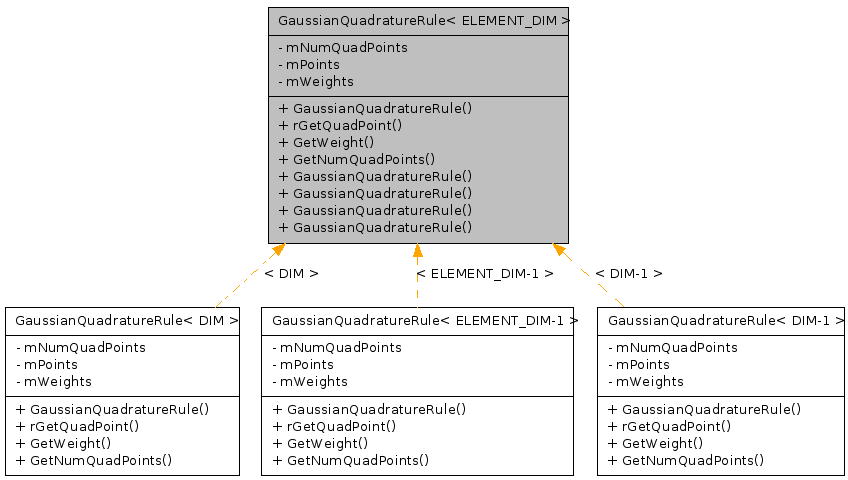 GaussianQuadratureRule< ELEMENT_DIM >
- mNumQuadPoints
- mPoints
- mWeights
+ GaussianQuadratureRule()
+ rGetQuadPoint()
+ GetWeight()
+ GetNumQuadPoints()
+ GaussianQuadratureRule()
+ GaussianQuadratureRule()
+ GaussianQuadratureRule()
+ GaussianQuadratureRule()
< DIM >
< ELEMENT_DIM-1 >
< DIM-1 >
GaussianQuadratureRule< DIM >
- mNumQuadPoints
- mPoints
- mWeights
+ GaussianQuadratureRule()
+ rGetQuadPoint()
+ GetWeight()
+ GetNumQuadPoints()
GaussianQuadratureRule< ELEMENT_DIM-1 >
- mNumQuadPoints
- mPoints
- mWeights
+ GaussianQuadratureRule()
+ rGetQuadPoint()
+ GetWeight()
+ GetNumQuadPoints()
GaussianQuadratureRule< DIM-1 >
- mNumQuadPoints
- mPoints
- mWeights
+ GaussianQuadratureRule()
+ rGetQuadPoint()
+ GetWeight()
+ GetNumQuadPoints()